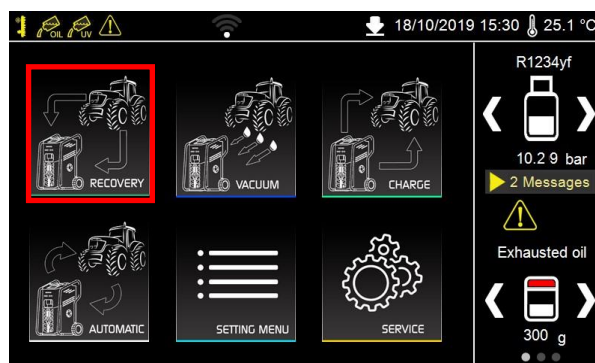 OIL UV 18/10/2019 15:30 25.1 °C
R1234yf
10.2 9 bar
2 Messages
RECOVERY VACUUM CHARGE
Exhausted oil
AUTOMATIC SETTING MENU SERVICE
300 g